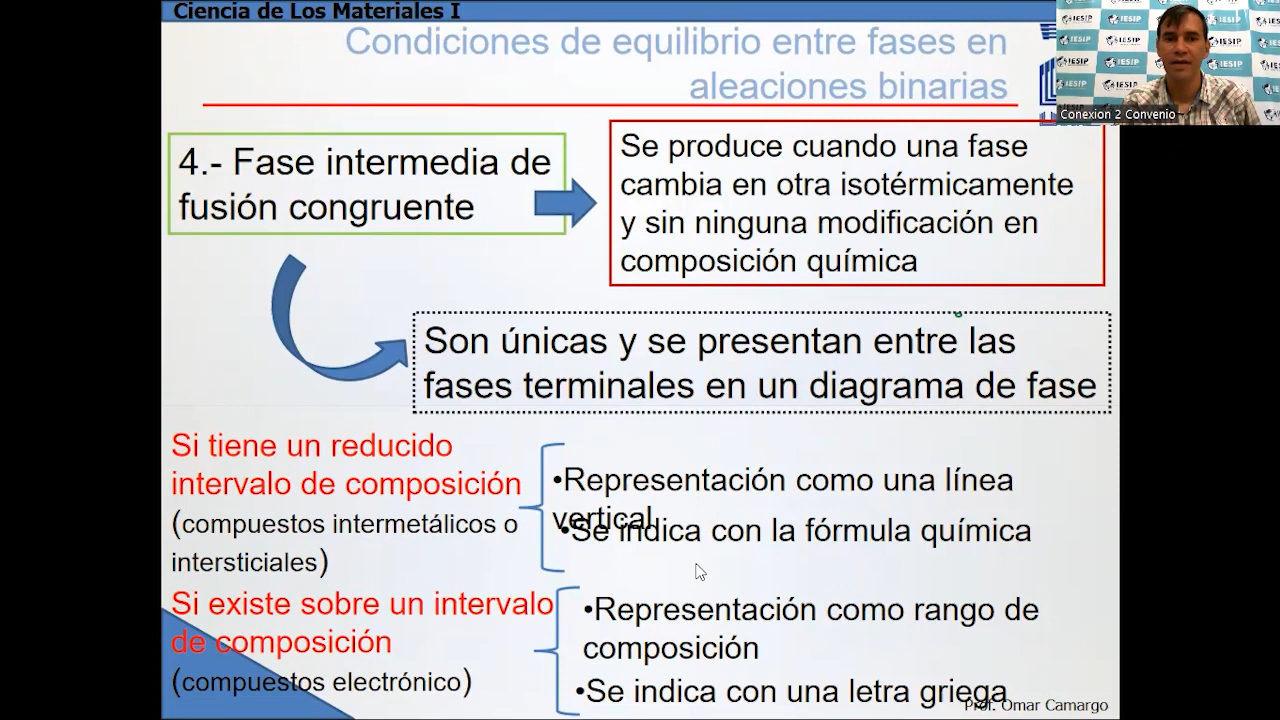 Ciencia de Los Materiales I
Condiciones de equilibrio entre fases en
aleaciones binarias
IESIP
Conexion 2 Convenio
4.- Fase intermedia de
fusión congruente
Se produce cuando una fase
cambia en otra isotérmicamente
y sin ninguna modificación en
composición química
Son únicas y se presentan entre las
fases terminales en un diagrama de fase
Si tiene un reducido
intervalo de composición
(compuestos intermetálicos o
intersticiales)
•Representación como una línea
vertical
•Se indica con la fórmula química
Si existe sobre un intervalo
de composición
(compuestos electrónico)
•Representación como rango de
composición
•Se indica con una letra griega
Prof. Omar Camargo